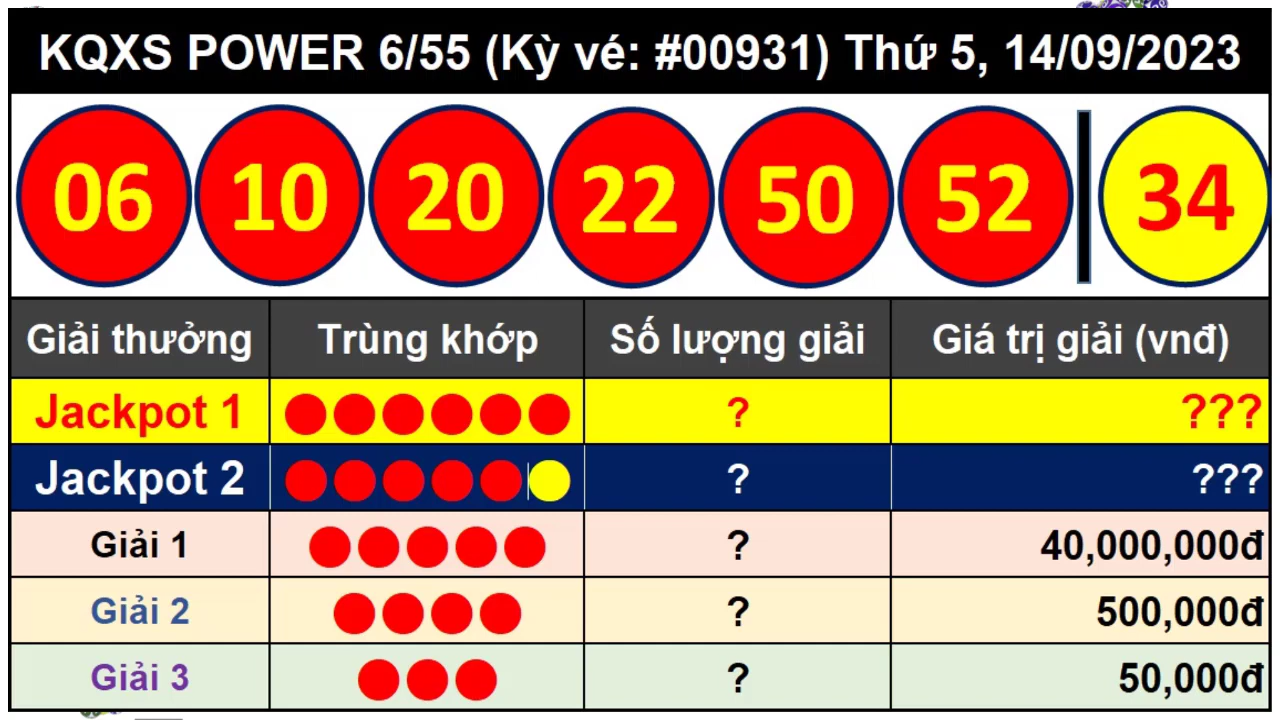 KQXS POWER 6/55 (Kỳ vé: #00931) Thứ 5, 14/09/2023
06 10 20 22 50 52 34
Giải thưởng Trùng khớp Số lượng giải Giá trị giải (vnđ)
Jackpot 1 ? ???
Jackpot 2 ? ???
Giải 1 ? 40,000,000đ
Giải 2 ? 500,000đ
Giải 3 ? 50,000đ